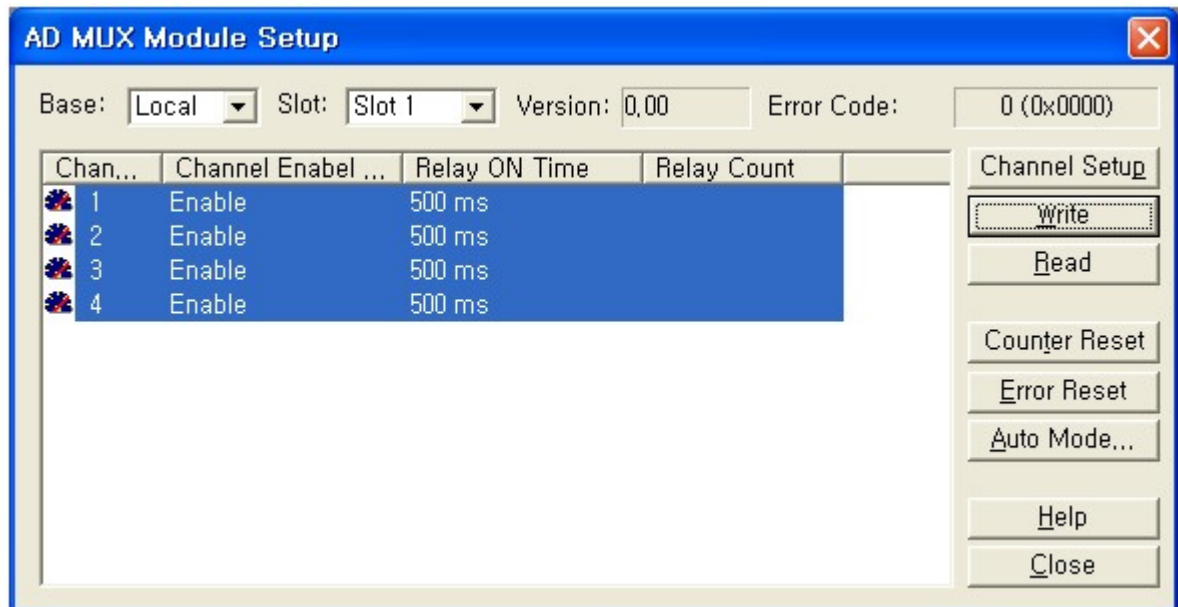 AD MUX Module Setup
Base: Local Slot: Slot 1 Version: 0,00 Error Code: 0 (0x0000)
Chan,,, Channel Enabel ,,, Relay ON Time Relay Count
1 Enable 500 ms
2 Enable 500 ms
3 Enable 500 ms
4 Enable 500 ms
Channel Setup
Write
Read
Counter Reset
Error Reset
Auto Mode,,,
Help
Close